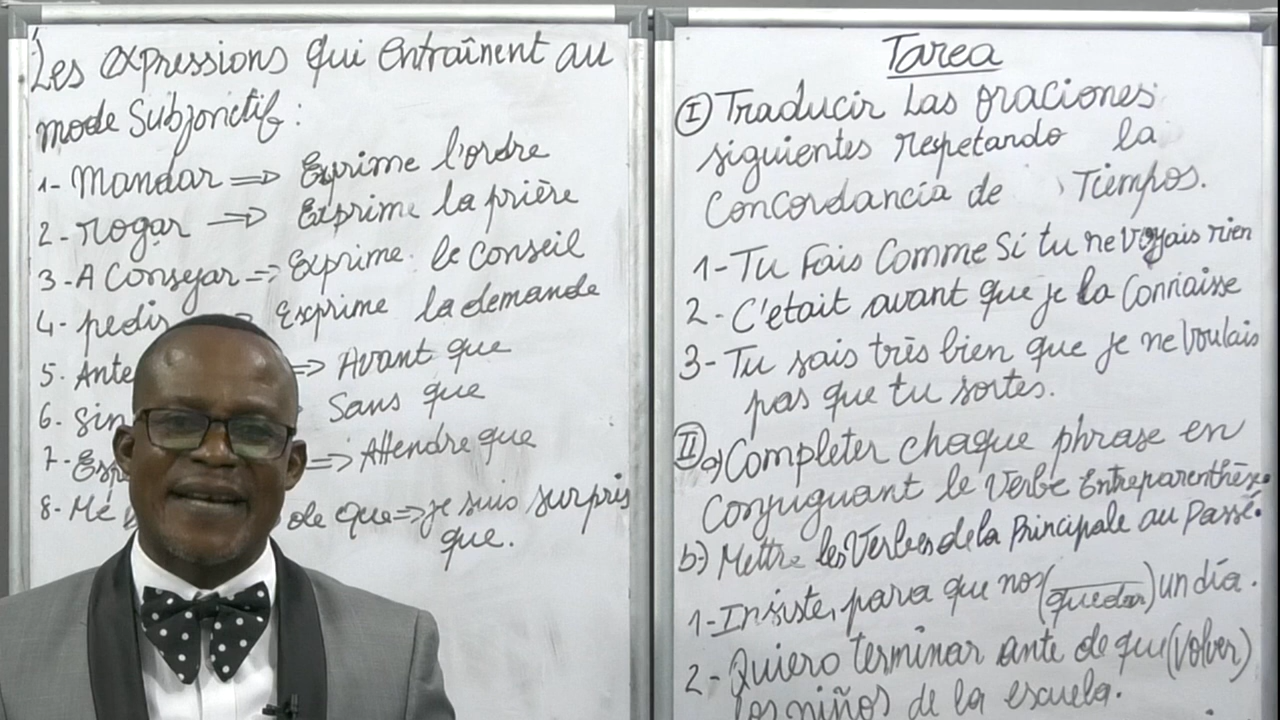 Les expressions qui entraînent au
mode Subjonctif :
1- Mandar => Exprime l'ordre
2- rogar => Exprime la prière
3- A Consejar => Exprime le Conseil
4- pedir => Exprime la demande
5. Ante => Avant que
6. Sin Sans que
7- Esp => Attendre que
8- Me de que => je suis surpris
que.
Tarea
I Traducir Las oraciones
siguientes respetando la
Concordancia de Tiempos.
1- Tu Fais Comme Si tu ne voyais rien
2- C'était avant que je la Connaisse
3- Tu sais très bien que je ne voulais
pas que tu sortes.
II a) Completer chaque phrase en
Conjuguant le Verbe Entre parenthèse.
b-) Mettre les Verbes de la Principale au Passé.
1- Insiste, para que nos (quedar) un día.
2- Quiero terminar ante de que (volver)
los niños de la escuela.